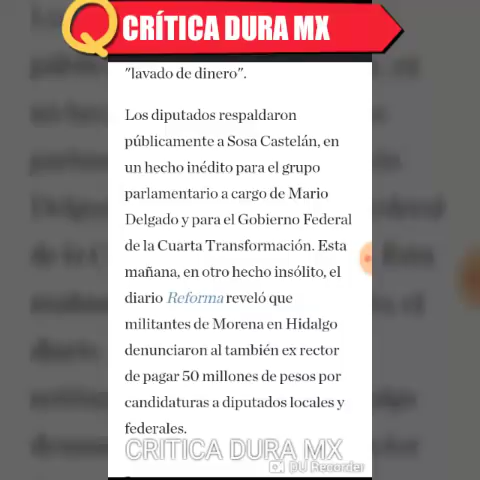 CRÍTICA DURA MX
"lavado de dinero".
Los diputados respaldaron
públicamente a Sosa Castelán, en
un hecho inédito para el grupo
parlamentario a cargo de Mario
Delgado y para el Gobierno Federal
de la Cuarta Transformación. Esta
mañana, en otro hecho insólito, el
diario Reforma reveló que
militantes de Morena en Hidalgo
denunciaron al también ex rector
de pagar 50 millones de pesos por
candidaturas a diputados locales y
federales.
CRITICA DURA MX
DU Recorder